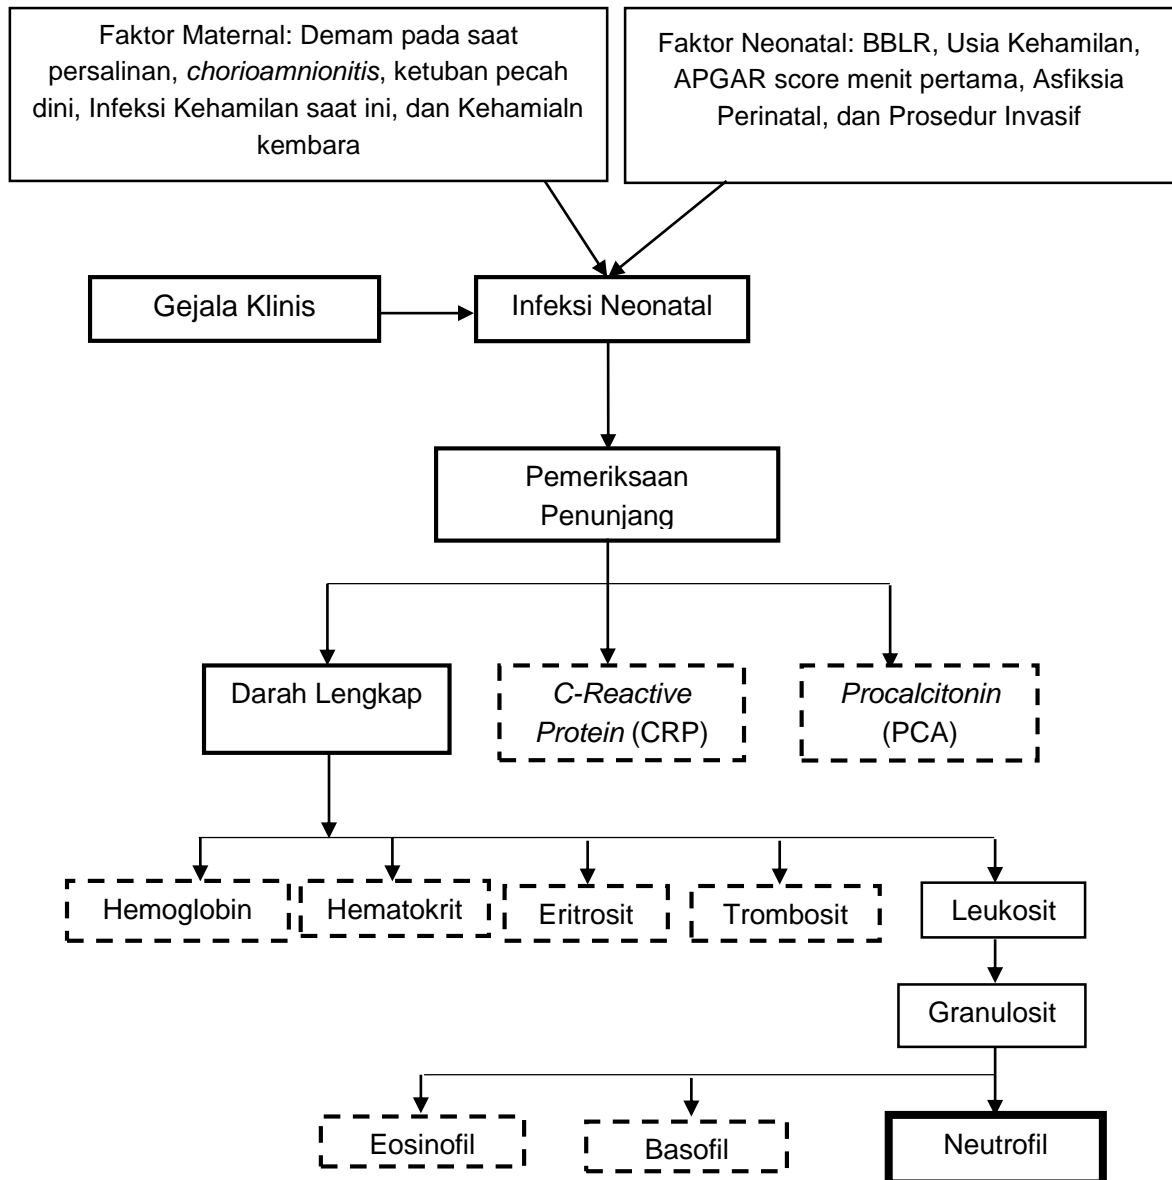 Faktor Maternal: Demam pada saat
persalinan, chorioamnionitis, ketuban pecah
dini, Infeksi Kehamilan saat ini, dan Kehamialn
kembara
Faktor Neonatal: BBLR, Usia Kehamilan,
APGAR score menit pertama, Asfiksia
Perinatal, dan Prosedur Invasif
Gejala Klinis
Infeksi Neonatal
Pemeriksaan
Penunjang
Darah Lengkap
C-Reactive
Protein (CRP)
Procalcitonin
(PCA)
Hemoglobin
Hematokrit
Eritrosit
Trombosit
Leukosit
Granulosit
Eosinofil
Basofil
Neutrofil